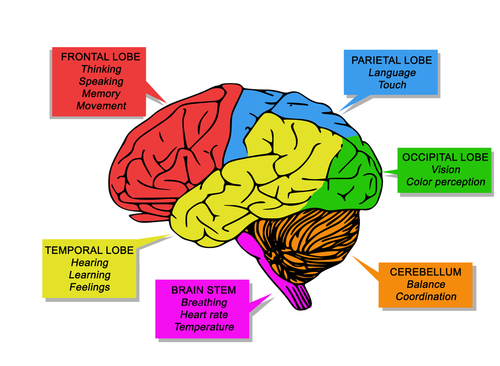 FRONTAL LOBE
Thinking
Speaking
Memory
Movement
PARIETAL LOBE
Language
Touch
OCCIPITAL LOBE
Vision
Color perception
TEMPORAL LOBE
Hearing
Learning
Feelings
BRAIN STEM
Breathing
Heart rate
Temperature
CEREBELLUM
Balance
Coordination